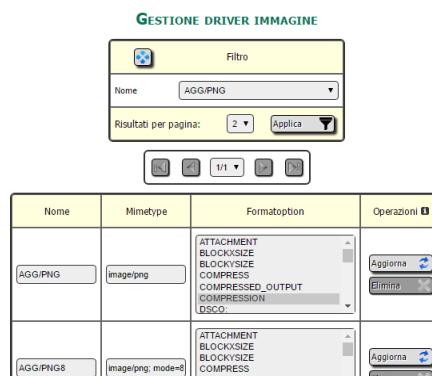 Gestione driver immagine
Filtro
Nome AGG/PNG
Risultati per pagina: 2 Applica
1/1
Nome Mimetype Formatoption Operazioni
ATTACHMENT
BLOCKXSIZE
BLOCKYSIZE
COMPRESS
COMPRESSED_OUTPUT
COMPRESSION
DSCO:
AGG/PNG image/png
Aggiorna
Elimina
ATTACHMENT
BLOCKXSIZE
BLOCKYSIZE
COMPRESS
AGG/PNG8 image/png; mode=8
Aggiorna